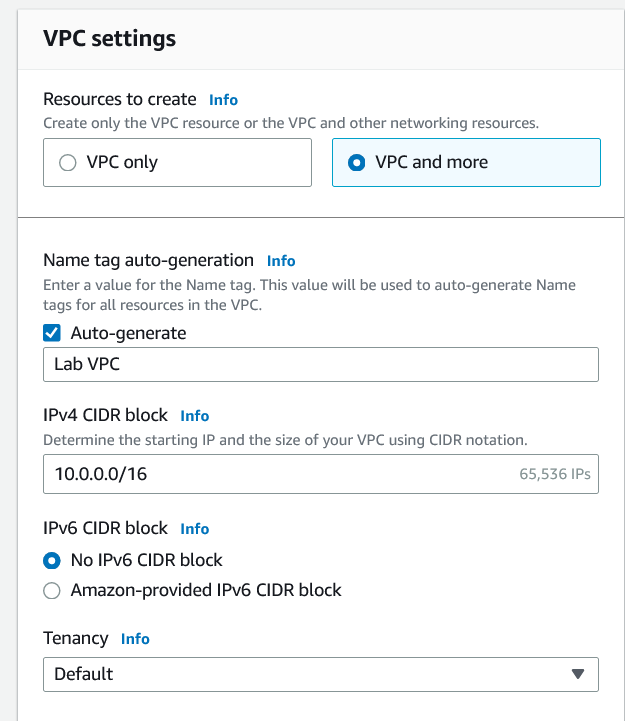 VPC settings
Resources to create Info
Create only the VPC resource or the VPC and other networking resources.
VPC only VPC and more
Name tag auto-generation Info
Enter a value for the Name tag. This value will be used to auto-generate Name
tags for all resources in the VPC.
Auto-generate
Lab VPC
IPv4 CIDR block Info
Determine the starting IP and the size of your VPC using CIDR notation.
10.0.0.0/16 65,536 IPs
IPv6 CIDR block Info
No IPv6 CIDR block
Amazon-provided IPv6 CIDR block
Tenancy Info
Default